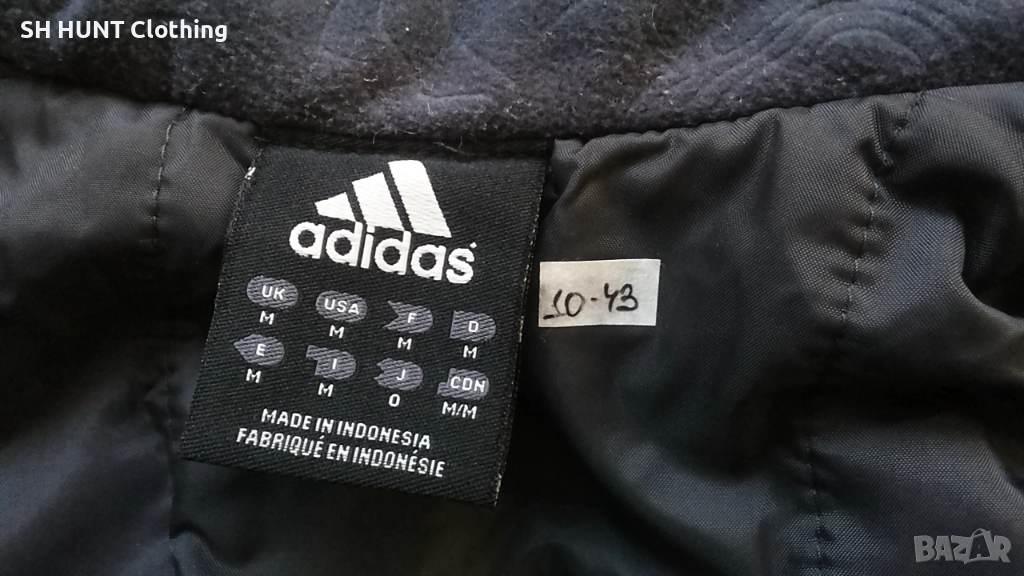 SH HUNT Clothing
adidas
UK USA F D
M M M M
E I J CDN
M M O M/M
MADE IN INDONESIA
FABRIQUÉ EN INDONÉSIE
10-43
BAZAR